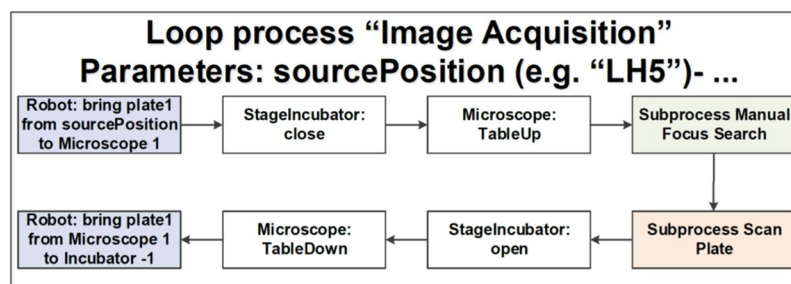 Loop process “Image Acquisition”
Parameters: sourcePosition (e.g. “LH5”)- ...
Robot: bring plate1
from sourcePosition
to Microscope 1
StageIncubator:
close
Microscope:
TableUp
Subprocess Manual
Focus Search
Subprocess Scan
Plate
StageIncubator:
open
Microscope:
TableDown
Robot: bring plate1
from Microscope 1
to Incubator -1